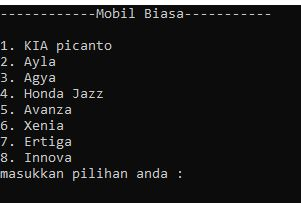 ------------Mobil Biasa-----------
1. KIA picanto
2. Ayla
3. Agya
4. Honda Jazz
5. Avanza
6. Xenia
7. Ertiga
8. Innova
masukkan pilihan anda :